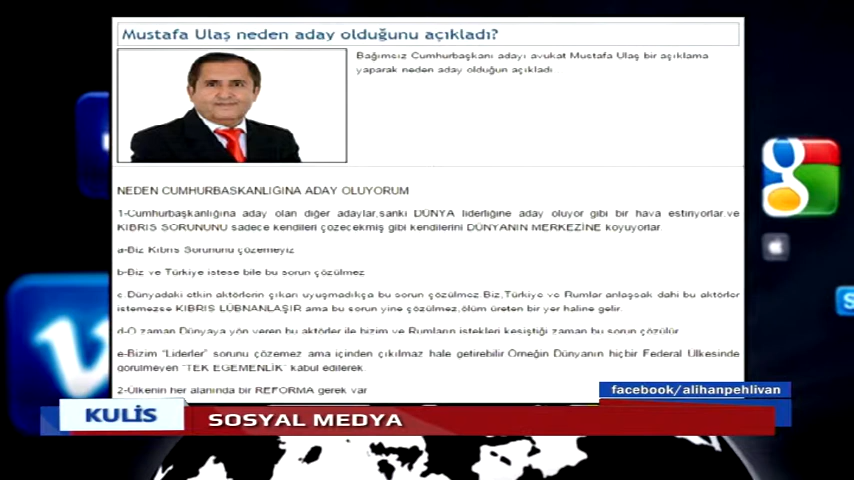 Mustafa Ulaş neden aday olduğunu açıkladı?
Bağımsız Cumhurbaşkanı adayı avukat Mustafa Ulaş bir açıklama
yaparak neden aday olduğun açıkladı
NEDEN CUMHURBAŞKANLIĞINA ADAY OLUYORUM
1-Cumhurbaşkanlığına aday olan diğer adaylar,sanki DÜNYA liderliğine aday oluyor gibi bir hava estiriyorlar.ve
KIBRIS SORUNUNU sadece kendileri çözecekmiş gibi kendilerini DÜNYANIN MERKEZİNE koyuyorlar.
a-Biz Kıbrıs Sorununu çözemeyiz
b-Biz ve Türkiye istese bile bu sorun çözülmez
c.Dünyadaki etkin aktörlerin çıkarı uyuşmadıkça bu sorun çözülmez.Biz,Türkiye ve Rumlar anlaşsak dahi bu aktörler
istemezse KIBRIS LÜBNANLAŞIR ama bu sorun yine çözülmez,ölüm üreten bir yer haline gelir.
d-O zaman Dünyaya yön veren bu aktörler ile bizim ve Rumların istekleri kesiştiği zaman bu sorun çözülür
e-Bizim "Liderler" sorunu çözemez ama içinden çıkılmaz hale getirebilir.Örneğin Dünyanın hiçbir Federal Ülkesinde
görülmeyen "TEK EGEMENLİK" kabul edilerek
2-Ülkenin her alanında bir REFORMA gerek var
facebook/alihanpehlivan
KULİS
SOSYAL MEDYA